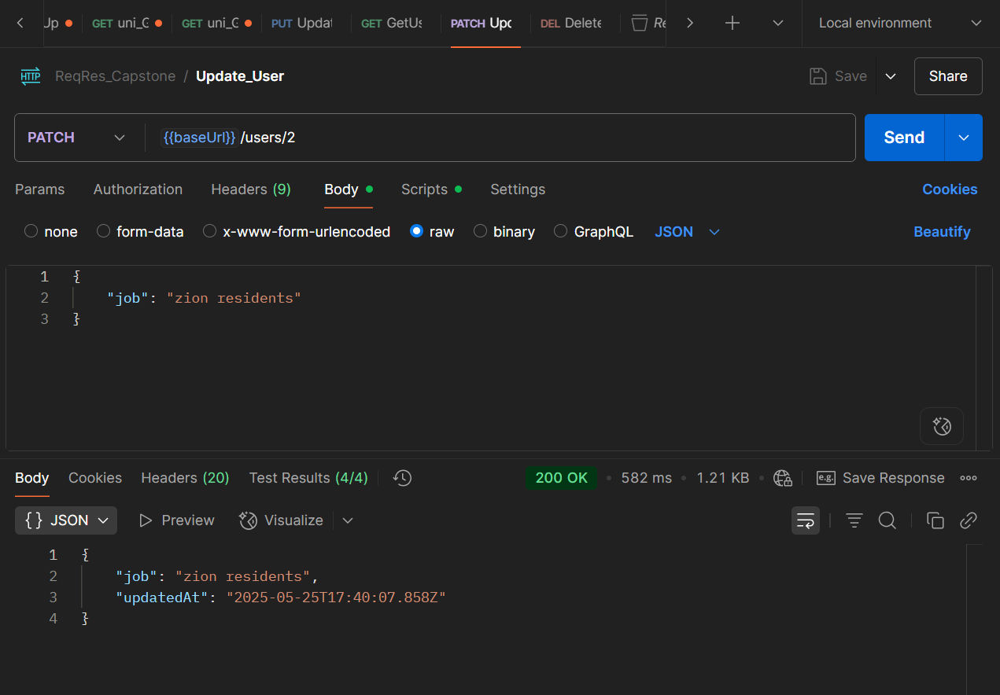 Up GET uni_G GET uni_G PUT Updat GET GetUs PATCH Upd DEL Delete Re Local environment
HTTP ReqRes_Capstone / Update_User Save Share
PATCH {{baseUrl}} /users/2 Send
Params Authorization Headers (9) Body Scripts Settings Cookies
none form-data x-www-form-urlencoded raw binary GraphQL JSON Beautify
1 {
2 "job": "zion residents"
3 }
Body Cookies Headers (20) Test Results (4/4) 200 OK • 582 ms • 1.21 KB • e.g. Save Response
{} JSON Preview Visualize
1 {
2 "job": "zion residents",
3 "updatedAt": "2025-05-25T17:40:07.858Z"
4 }